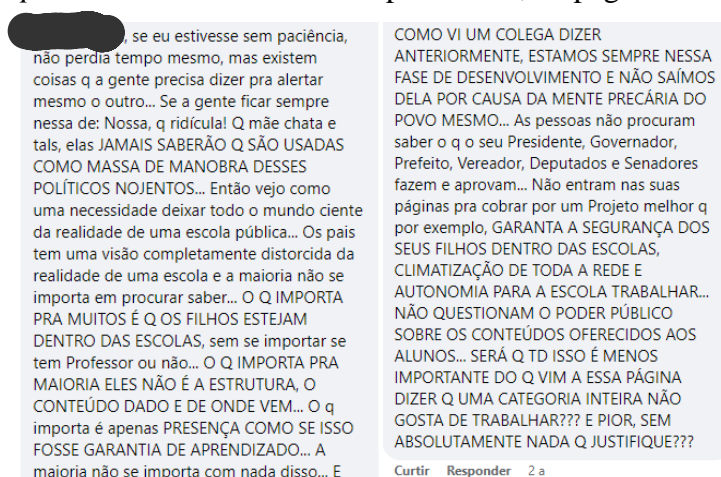 , se eu estivesse sem paciência,
não perdia tempo mesmo, mas existem
coisas q a gente precisa dizer pra alertar
mesmo o outro... Se a gente ficar sempre
nessa de: Nossa, q ridícula! Q mãe chata e
tals, elas JAMAIS SABERÃO Q SÃO USADAS
COMO MASSA DE MANOBRA DESSES
POLÍTICOS NOJENTOS... Então vejo como
uma necessidade deixar todo o mundo ciente
da realidade de uma escola pública... Os pais
tem uma visão completamente distorcida da
realidade de uma escola e a maioria não se
importa em procurar saber... O Q IMPORTA
PRA MUITOS É Q OS FILHOS ESTEJAM
DENTRO DAS ESCOLAS, sem se importar se
tem Professor ou não... O Q IMPORTA PRA
MAIORIA ELES NÃO É A ESTRUTURA, O
CONTEÚDO DADO E DE ONDE VEM... O q
importa é apenas PRESENÇA COMO SE ISSO
FOSSE GARANTIA DE APRENDIZADO... A
maioria não se importa com nada disso... E
COMO VI UM COLEGA DIZER
ANTERIORMENTE, ESTAMOS SEMPRE NESSA
FASE DE DESENVOLVIMENTO E NÃO SAÍMOS
DELA POR CAUSA DA MENTE PRECÁRIA DO
POVO MESMO... As pessoas não procuram
saber o q o seu Presidente, Governador,
Prefeito, Vereador, Deputados e Senadores
fazem e aprovam... Não entram nas suas
páginas pra cobrar por um Projeto melhor q
por exemplo, GARANTA A SEGURANÇA DOS
SEUS FILHOS DENTRO DAS ESCOLAS,
CLIMATIZAÇÃO DE TODA A REDE E
AUTONOMIA PARA A ESCOLA TRABALHAR...
NÃO QUESTIONAM O PODER PÚBLICO
SOBRE OS CONTEÚDOS OFERECIDOS AOS
ALUNOS... SERÁ Q TD ISSO É MENOS
IMPORTANTE DO Q VIM A ESSA PÁGINA
DIZER Q UMA CATEGORIA INTEIRA NÃO
GOSTA DE TRABALHAR??? E PIOR, SEM
ABSOLUTAMENTE NADA Q JUSTIFIQUE???
Curtir Responder 2 a